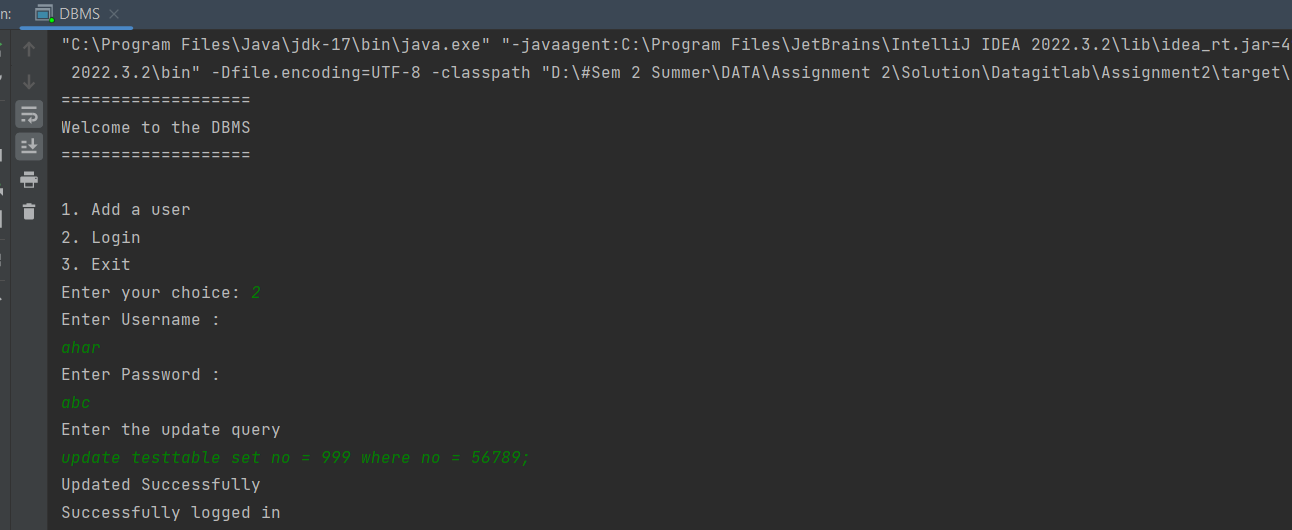 n: DBMS
"C:\Program Files\Java\jdk-17\bin\java.exe" "-javaagent:C:\Program Files\JetBrains\IntelliJ IDEA 2022.3.2\lib\idea_rt.jar=4
2022.3.2\bin" -Dfile.encoding=UTF-8 -classpath "D:\#Sem 2 Summer\DATA\Assignment 2\Solution\Datagitlab\Assignment2\target\
===================
Welcome to the DBMS
===================
1. Add a user
2. Login
3. Exit
Enter your choice: 2
Enter Username :
ahar
Enter Password :
abc
Enter the update query
update testtable set no = 999 where no = 56789;
Updated Successfully
Successfully logged in